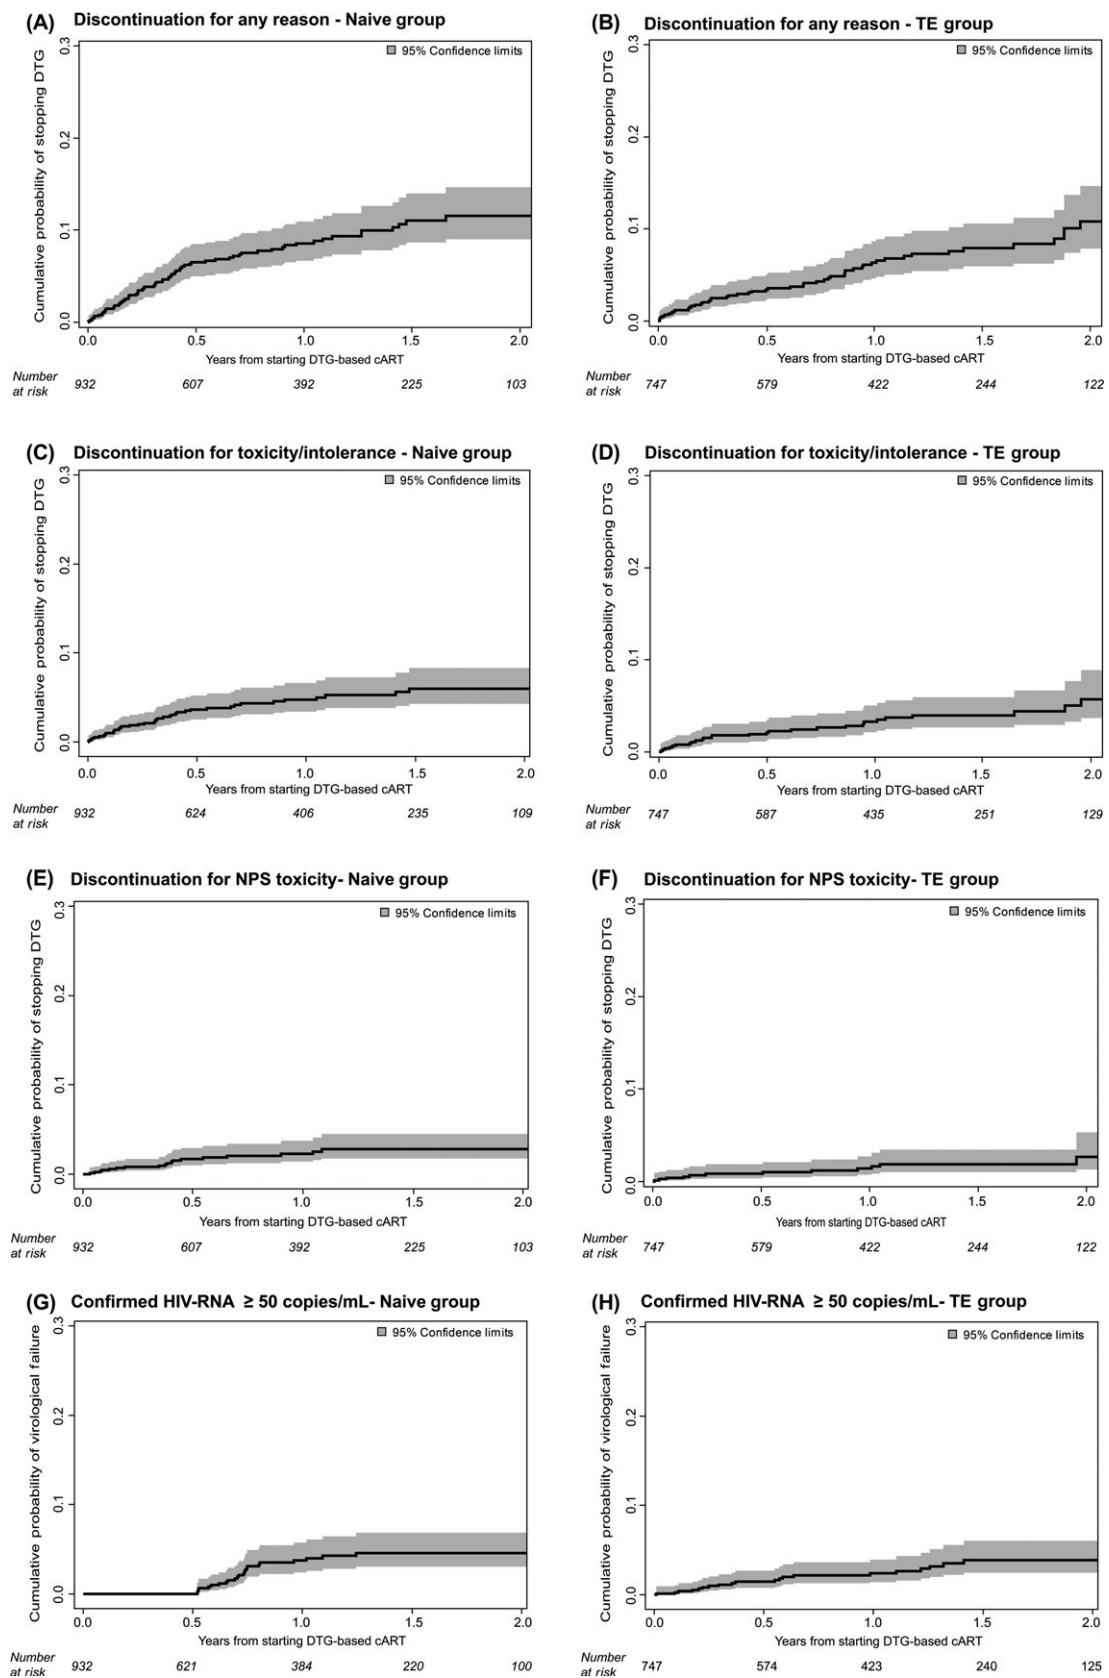 (A) Discontinuation for any reason - Naive group
95% Confidence limits
Cumulative probability of stopping DTG
0.3
0.2
0.1
0.0
0.0 0.5 1.0 1.5 2.0
Years from starting DTG-based cART
Number
at risk
932 607 392 225 103
(B) Discontinuation for any reason - TE group
95% Confidence limits
Cumulative probability of stopping DTG
0.3
0.2
0.1
0.0
0.0 0.5 1.0 1.5 2.0
Years from starting DTG-based cART
Number
at risk
747 579 422 244 122
(C) Discontinuation for toxicity/intolerance - Naive group
95% Confidence limits
Cumulative probability of stopping DTG
0.3
0.2
0.1
0.0
0.0 0.5 1.0 1.5 2.0
Years from starting DTG-based cART
Number
at risk
932 624 406 235 109
(D) Discontinuation for toxicity/intolerance - TE group
95% Confidence limits
Cumulative probability of stopping DTG
0.3
0.2
0.1
0.0
0.0 0.5 1.0 1.5 2.0
Years from starting DTG-based cART
Number
at risk
747 587 435 251 129
(E) Discontinuation for NPS toxicity- Naive group
95% Confidence limits
Cumulative probability of stopping DTG
0.3
0.2
0.1
0.0
0.0 0.5 1.0 1.5 2.0
Years from starting DTG-based cART
Number
at risk
932 607 392 225 103
(F) Discontinuation for NPS toxicity- TE group
95% Confidence limits
Cumulative probability of stopping DTG
0.3
0.2
0.1
0.0
0.0 0.5 1.0 1.5 2.0
Years from starting DTG-based cART
Number
at risk
747 579 422 244 122
(G) Confirmed HIV-RNA ≥ 50 copies/mL- Naive group
95% Confidence limits
Cumulative probability of virological failure
0.3
0.2
0.1
0.0
0.0 0.5 1.0 1.5 2.0
Years from starting DTG-based cART
Number
at risk
932 621 384 220 100
(H) Confirmed HIV-RNA ≥ 50 copies/mL- TE group
95% Confidence limits
Cumulative probability of virological failure
0.3
0.2
0.1
0.0
0.0 0.5 1.0 1.5 2.0
Years from starting DTG-based cART
Number
at risk
747 574 423 240 125